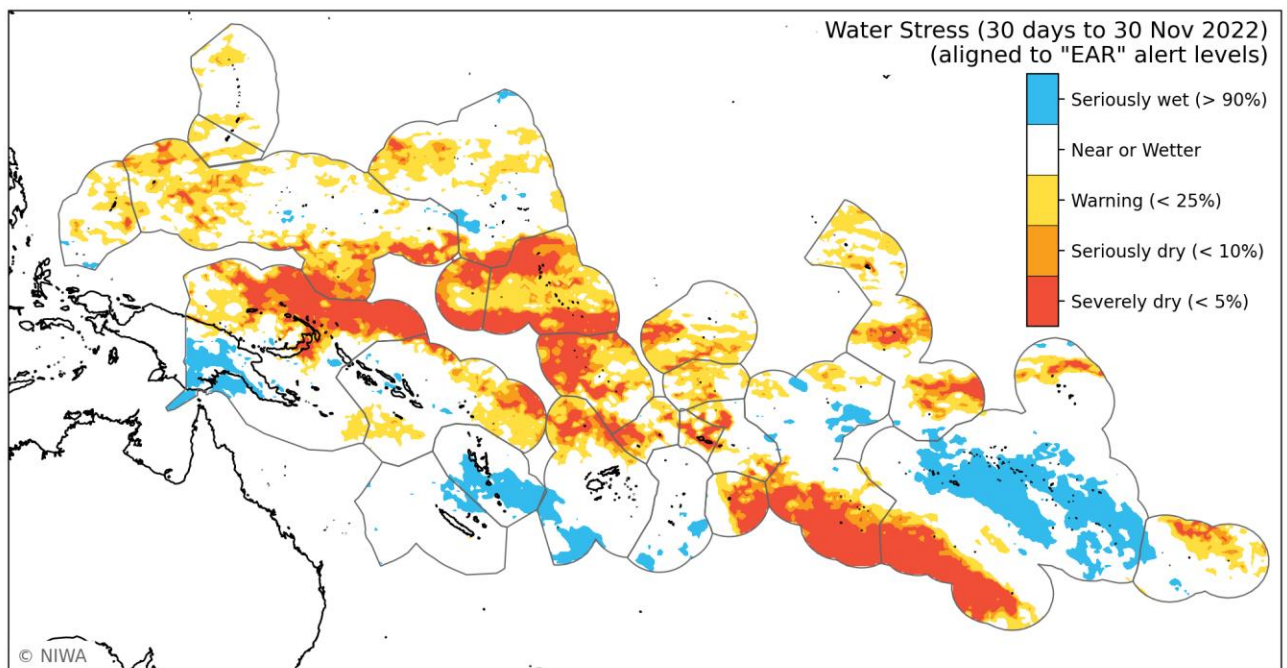 Water Stress (30 days to 30 Nov 2022)
(aligned to "EAR" alert levels)
Seriously wet (> 90%)
Near or Wetter
Warning (< 25%)
Seriously dry (< 10%)
Severely dry (< 5%)
© NIWA